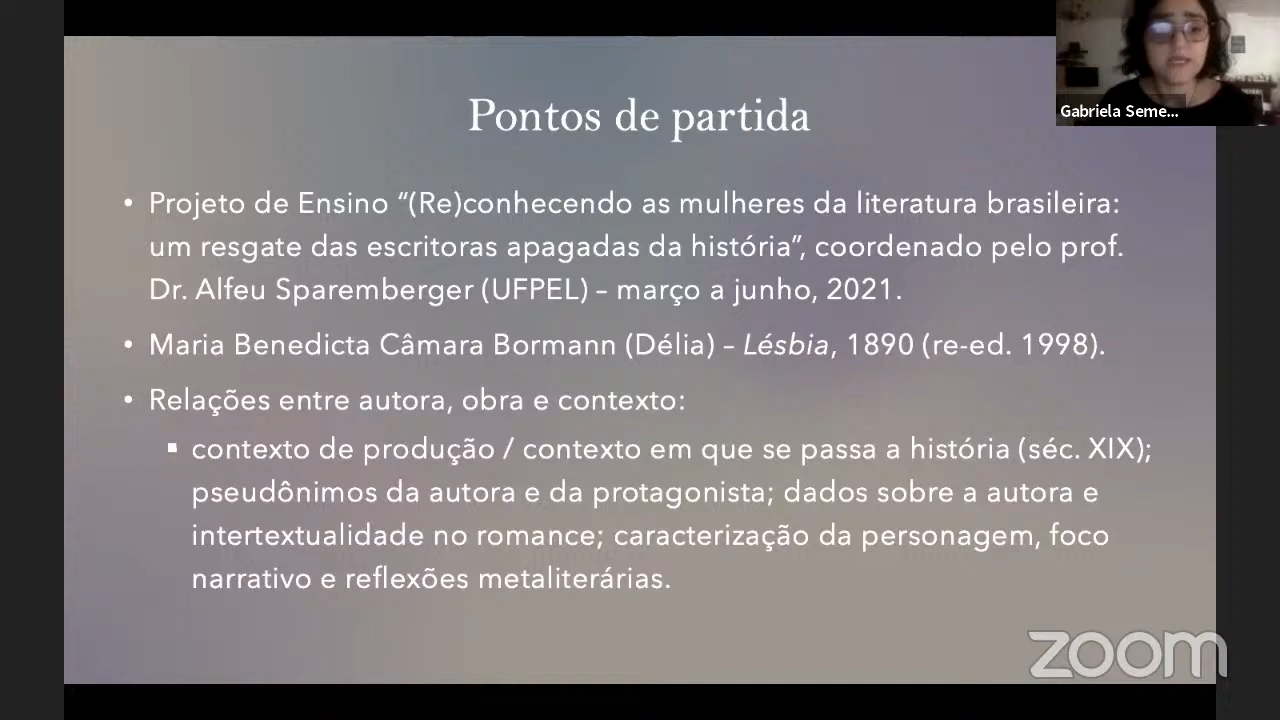 Pontos de partida
Gabriela Seme...
• Projeto de Ensino “(Re)conhecendo as mulheres da literatura brasileira:
um resgate das escritoras apagadas da história”, coordenado pelo prof.
Dr. Alfeu Sparemberger (UFPEL) – março a junho, 2021.
• Maria Benedicta Câmara Bormann (Délia) – Lésbia, 1890 (re-ed. 1998).
• Relações entre autora, obra e contexto:
▪ contexto de produção / contexto em que se passa a história (séc. XIX);
pseudônimos da autora e da protagonista; dados sobre a autora e
intertextualidade no romance; caracterização da personagem, foco
narrativo e reflexões metaliterárias.
zoom